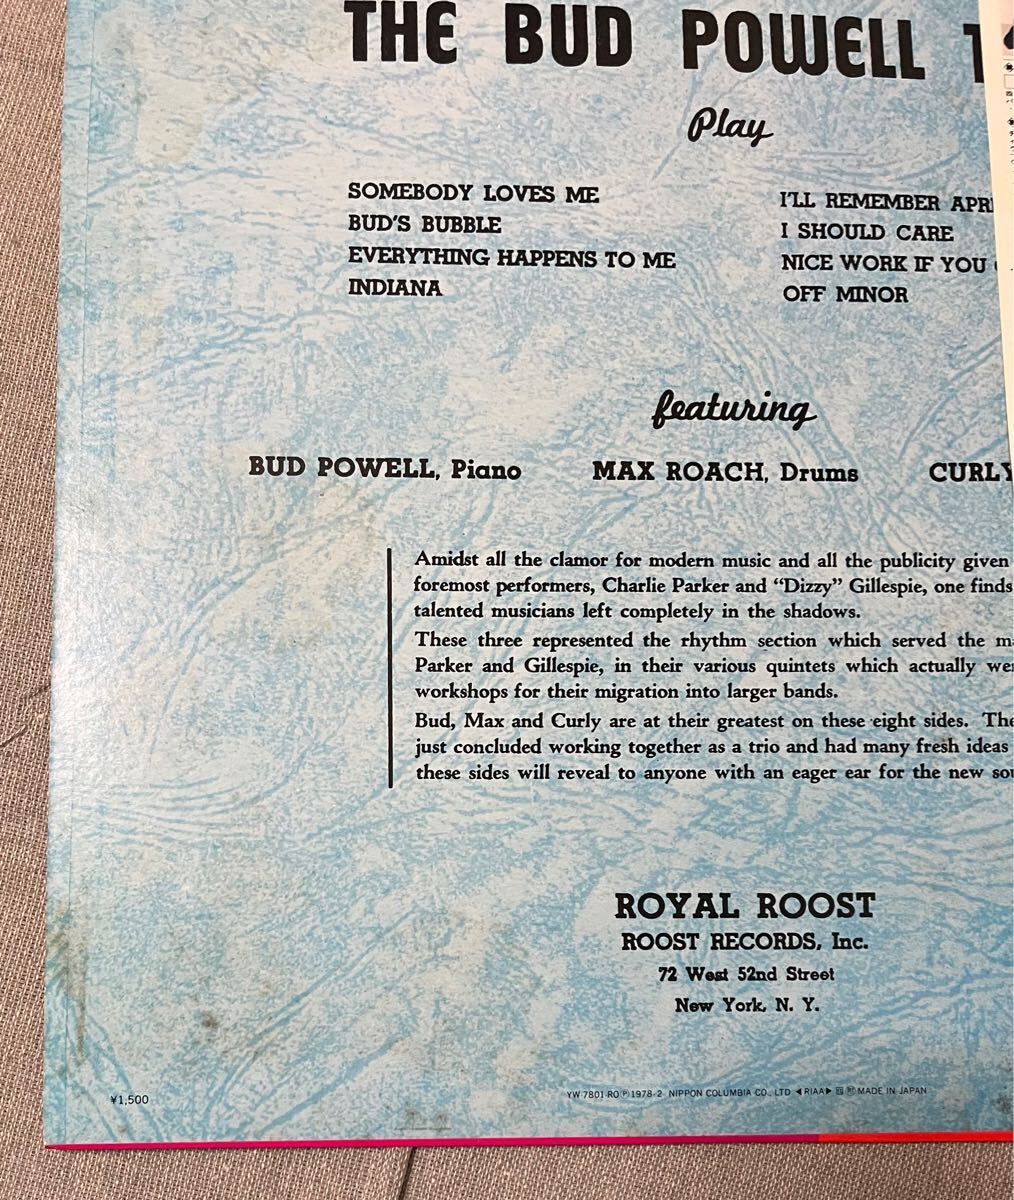 THE BUD POWELL T
Play
SOMEBODY LOVES ME
BUD'S BUBBLE
EVERYTHING HAPPENS TO ME
INDIANA
I'LL REMEMBER APRI
I SHOULD CARE
NICE WORK IF YOU
OFF MINOR
featuring
BUD POWELL, Piano
MAX ROACH, Drums
CURLY
Amidst all the clamor for modern music and all the publicity given
foremost performers, Charlie Parker and “Dizzy” Gillespie, one finds
talented musicians left completely in the shadows.
These three represented the rhythm section which served the m
Parker and Gillespie, in their various quintets which actually we
workshops for their migration into larger bands.
Bud, Max and Curly are at their greatest on these eight sides. The
just concluded working together as a trio and had many fresh ideas
these sides will reveal to anyone with an eager ear for the new so
ROYAL ROOST
ROOST RECORDS, Inc.
72 West 52nd Street
New York, N. Y.
¥1,500
YW-7801-RO Ⓟ1978-2 NIPPON COLUMBIA CO., LTD ◀RIAA▶ MADE IN JAPAN